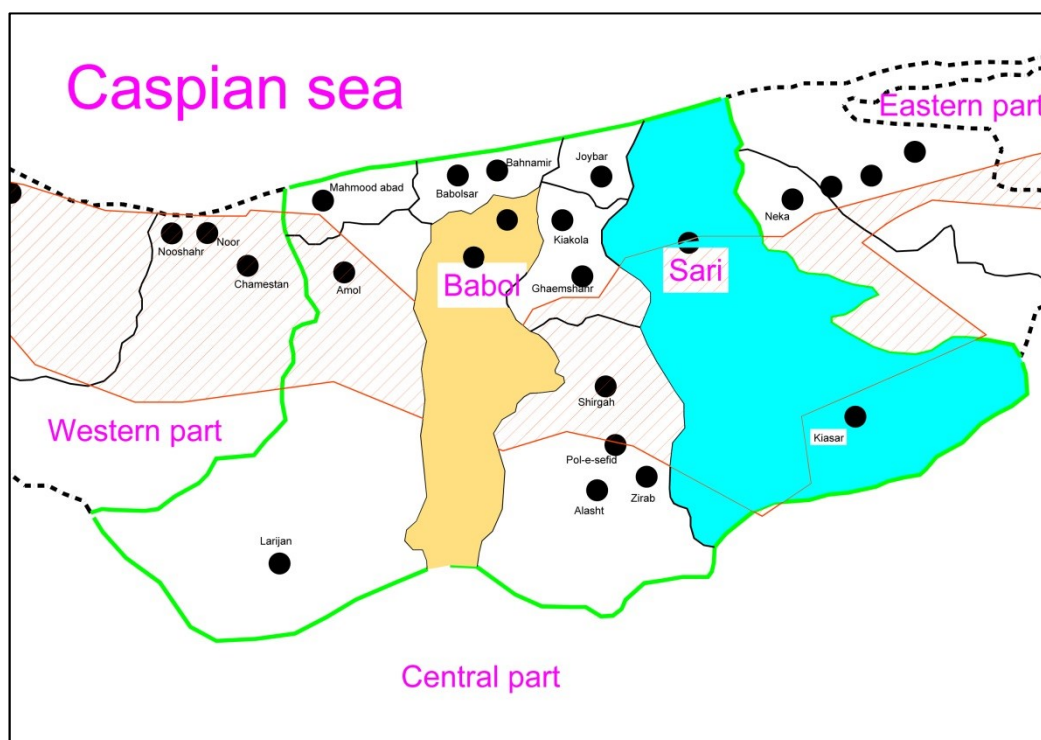 Caspian sea
Eastern part
Bahnamir
Joybar
Babolsar
Mahmood abad
Neka
Nooshahr
Noor
Kiakola
Chamestan
Amol
Babol
Ghaemshahr
Sari
Shirgah
Western part
Kiasar
Pol-e-sefid
Zirab
Alasht
Larijan
Central part